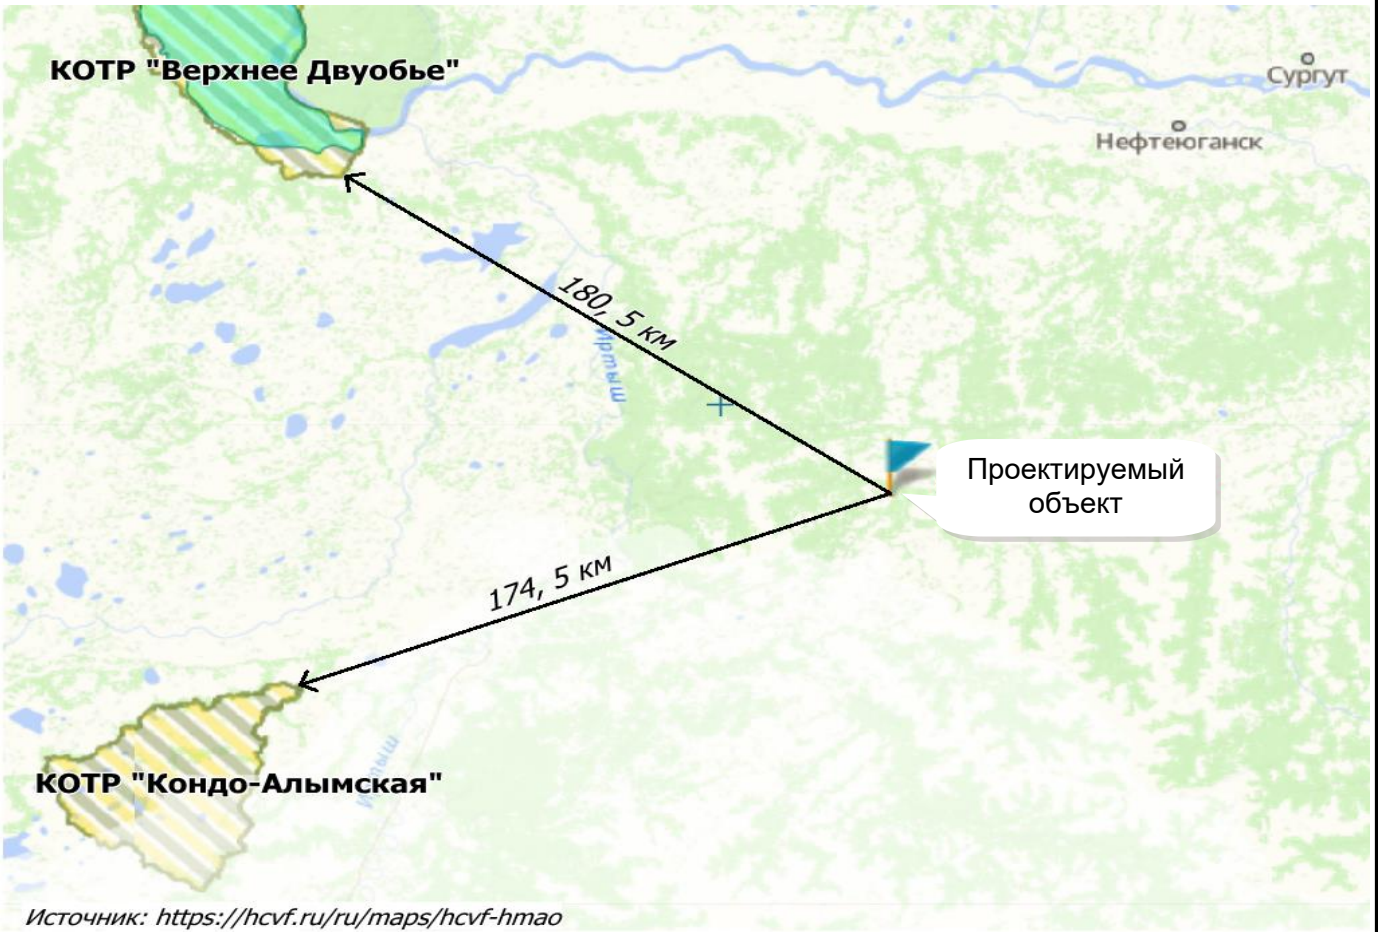 КОТР "Верхнее Двуобье"
Сургут
Нефтеюганск
180, 5 км
Иртыш
Проектируемый
объект
174, 5 км
Иртыш
КОТР "Кондо-Алымская"
Источник: https://hcvf.ru/ru/maps/hcvf-hmao